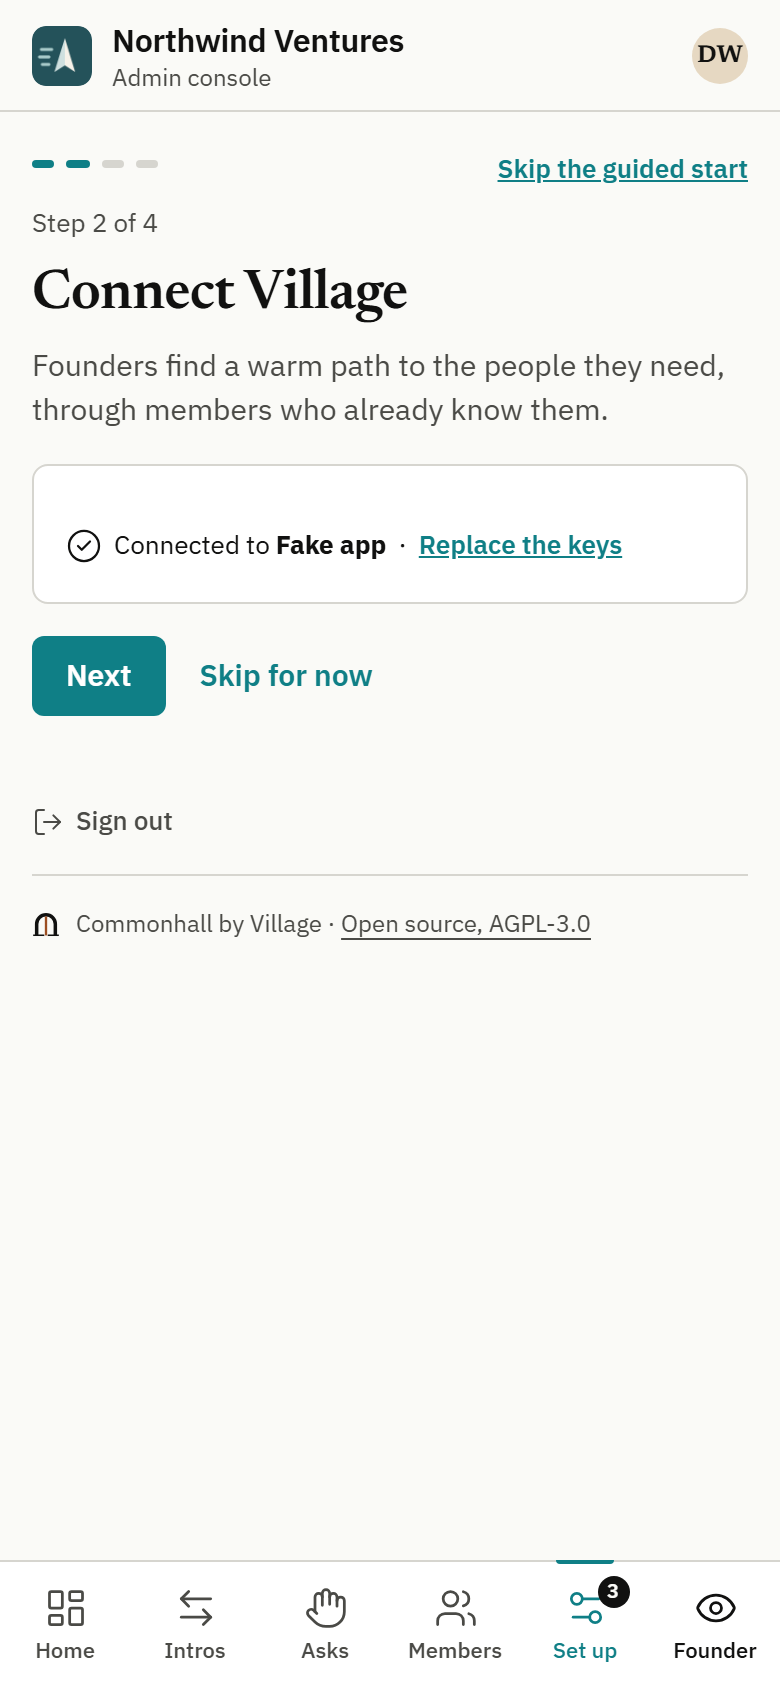 Northwind Ventures
Admin console
DW
Skip the guided start
Step 2 of 4
Connect Village
Founders find a warm path to the people they need,
through members who already know them.
Connected to Fake app · Replace the keys
Next
Skip for now
Sign out
Commonhall by Village · Open source, AGPL-3.0
3
Home
Intros
Asks
Members
Set up
Founder